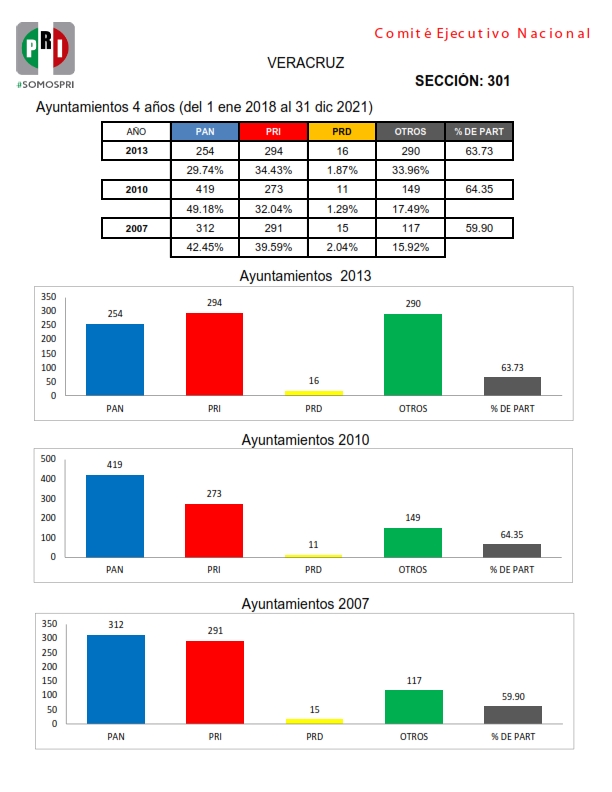 Comité Ejecutivo Nacional
PRI
#SOMOSPRI
VERACRUZ
SECCIÓN: 301
Ayuntamientos 4 años (del 1 ene 2018 al 31 dic 2021)
AÑO PAN PRI PRD OTROS % DE PART
2013 254 294 16 290 63.73
29.74% 34.43% 1.87% 33.96%
2010 419 273 11 149 64.35
49.18% 32.04% 1.29% 17.49%
2007 312 291 15 117 59.90
42.45% 39.59% 2.04% 15.92%
Ayuntamientos 2013
350
300
250
200
150
100
50
0
254 294 16 290 63.73
PAN PRI PRD OTROS % DE PART
Ayuntamientos 2010
500
400
300
200
100
0
419 273 11 149 64.35
PAN PRI PRD OTROS % DE PART
Ayuntamientos 2007
350
300
250
200
150
100
50
0
312 291 15 117 59.90
PAN PRI PRD OTROS % DE PART